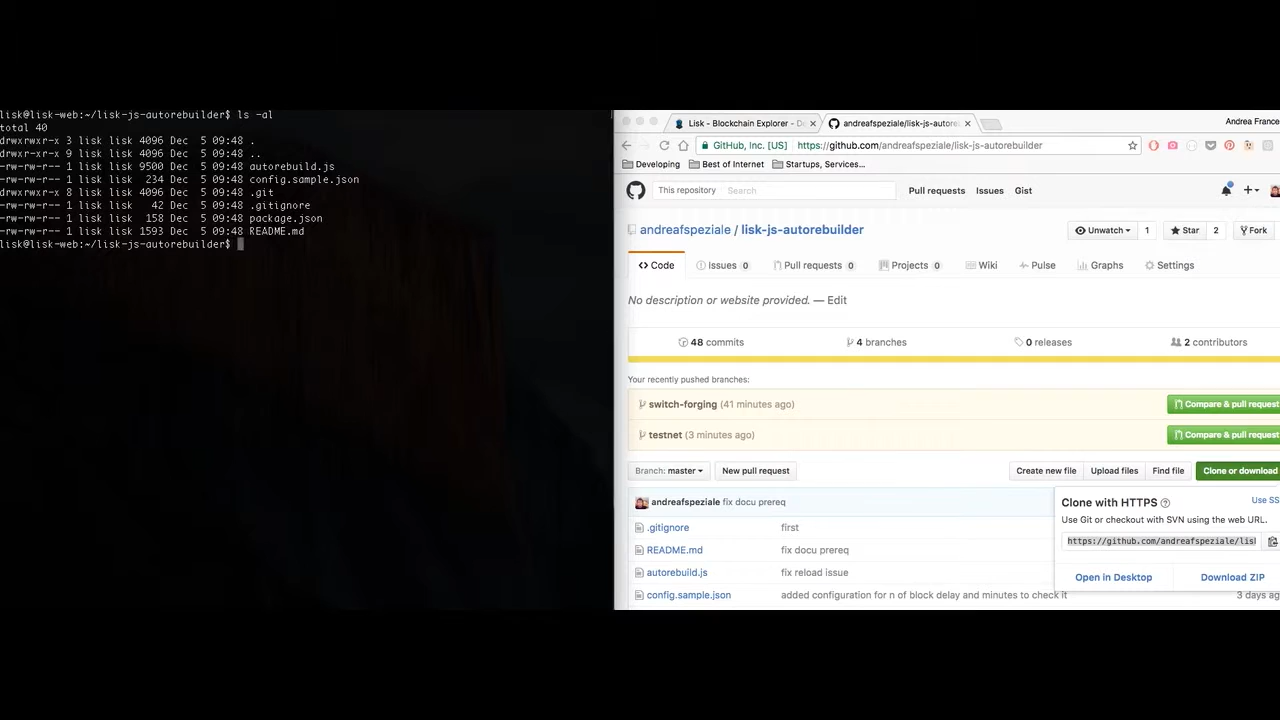 lisk@lisk-web:~/lisk-js-autorebuilder$ ls -al
total 40
drwxrwxr-x 3 lisk lisk 4096 Dec 5 09:48 .
drwxrwxr-x 9 lisk lisk 4096 Dec 5 09:48 ..
-rw-rw-r-- 1 lisk lisk 9500 Dec 5 09:48 autorebuild.js
-rw-rw-r-- 1 lisk lisk 234 Dec 5 09:48 config.sample.json
drwxrwxr-x 8 lisk lisk 4096 Dec 5 09:48 .git
-rw-rw-r-- 1 lisk lisk 42 Dec 5 09:48 .gitignore
-rw-rw-r-- 1 lisk lisk 158 Dec 5 09:48 package.json
-rw-rw-r-- 1 lisk lisk 1593 Dec 5 09:48 README.md
lisk@lisk-web:~/lisk-js-autorebuilder$
Lisk - Blockchain Explorer - De
andreafspeziale/lisk-js-autore
Andrea France
GitHub, Inc. [US] https://github.com/andreafspeziale/lisk-js-autorebuilder
Developing Best of Internet Startups, Services...
This repository Search Pull requests Issues Gist
andreafspeziale / lisk-js-autorebuilder Unwatch 1 Star 2 Fork
Code Issues 0 Pull requests 0 Projects 0 Wiki Pulse Graphs Settings
No description or website provided. — Edit
48 commits 4 branches 0 releases 2 contributors
Your recently pushed branches:
switch-forging (41 minutes ago) Compare & pull request
testnet (3 minutes ago) Compare & pull request
Branch: master New pull request Create new file Upload files Find file Clone or download
andreafspeziale fix docu prereq
Clone with HTTPS Use SS
Use Git or checkout with SVN using the web URL.
https://github.com/andreafspeziale/lis
Open in Desktop Download ZIP
.gitignore first
README.md fix docu prereq
autorebuild.js fix reload issue
config.sample.json added configuration for n of block delay and minutes to check it 3 days ag